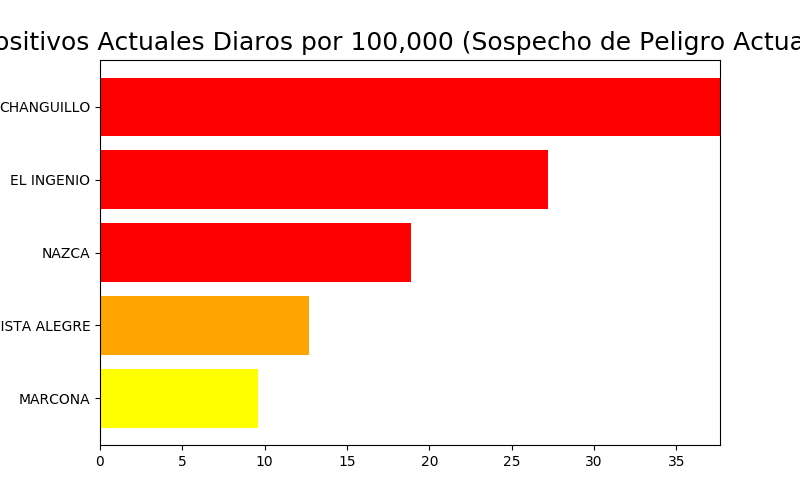 ositivos Actuales Diaros por 100,000 (Sospecho de Peligro Actua
CHANGUILLO
EL INGENIO
NAZCA
ISTA ALEGRE
MARCONA
0 5 10 15 20 25 30 35